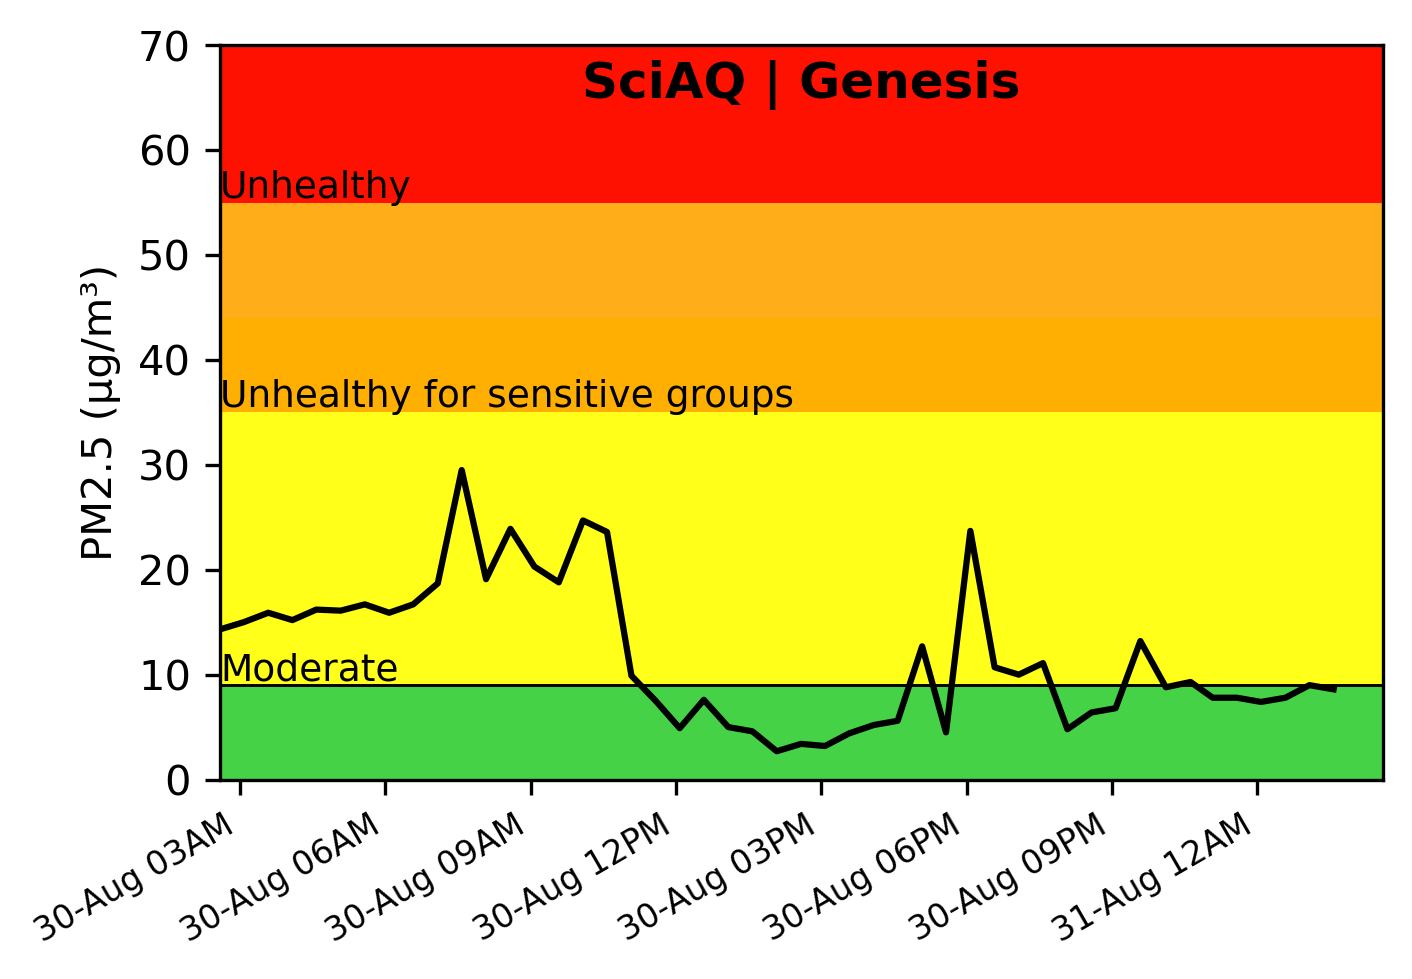 SciAQ | Genesis
PM2.5 (µg/m³)
70
60
50
40
30
20
10
0
Unhealthy
Unhealthy for sensitive groups
Moderate
30-Aug 03AM
30-Aug 06AM
30-Aug 09AM
30-Aug 12PM
30-Aug 03PM
30-Aug 06PM
30-Aug 09PM
31-Aug 12AM